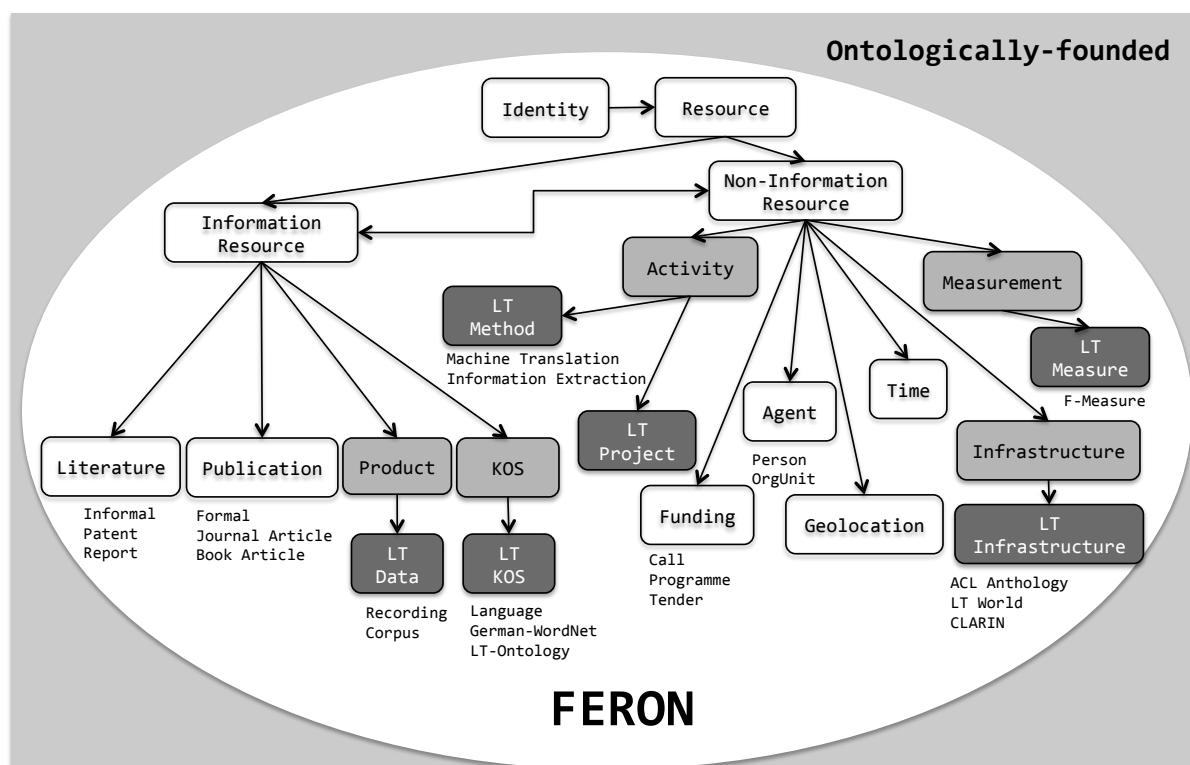 Ontologically-founded
Identity
Resource
Non-Information
Resource
Information
Resource
Activity
Measurement
LT
Method
Machine Translation
Information Extraction
LT
Measure
F-Measure
Time
Agent
Person
OrgUnit
LT
Project
Infrastructure
Literature
Informal
Patent
Report
Publication
Formal
Journal Article
Book Article
Product
KOS
Funding
Call
Programme
Tender
Geolocation
LT
Infrastructure
ACL Anthology
LT World
CLARIN
LT
Data
Recording
Corpus
LT
KOS
Language
German-WordNet
LT-Ontology
FERON